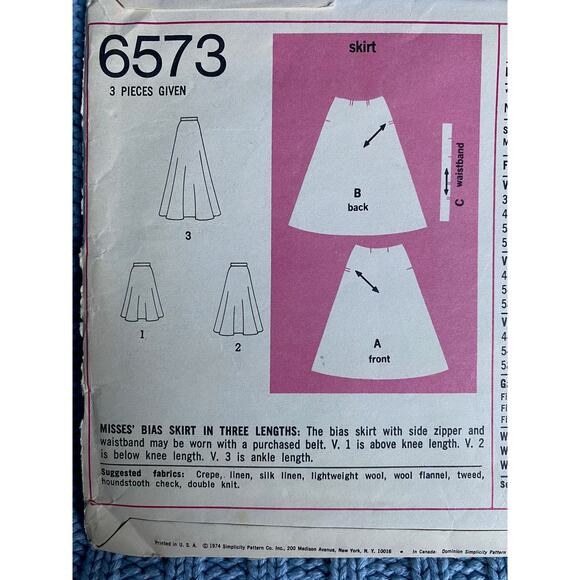 6573
3 PIECES GIVEN
skirt
3
1
2
B
back
C waistband
A
front
MISSES' BIAS SKIRT IN THREE LENGTHS: The bias skirt with side zipper and
waistband may be worn with a purchased belt. V. 1 is above knee length. V. 2
is below knee length. V. 3 is ankle length.
Suggested fabrics: Crepe, linen, silk linen, lightweight wool, wool flannel, tweed,
houndstooth check, double knit.
Printed in U. S. A. © 1974 Simplicity Pattern Co. Inc., 200 Madison Avenue, New York, N. Y. 10016 • In Canada: Dominion Simplicity Pattern